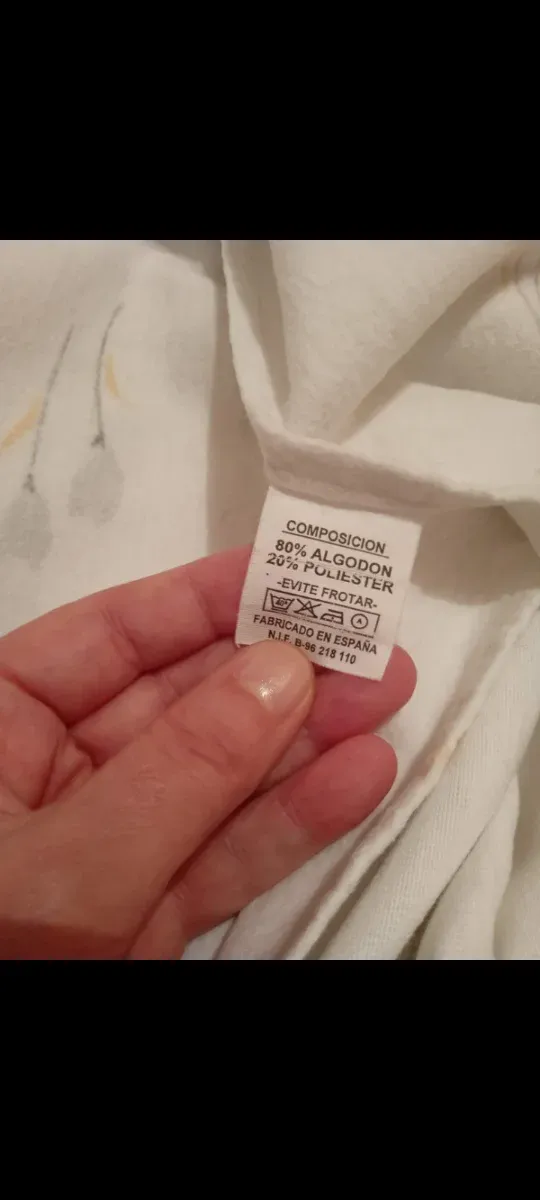 COMPOSICION
80% ALGODON
20% POLIESTER
-EVITE FROTAR-
A
FABRICADO EN ESPAÑA
N.I.F. B-96 218 110